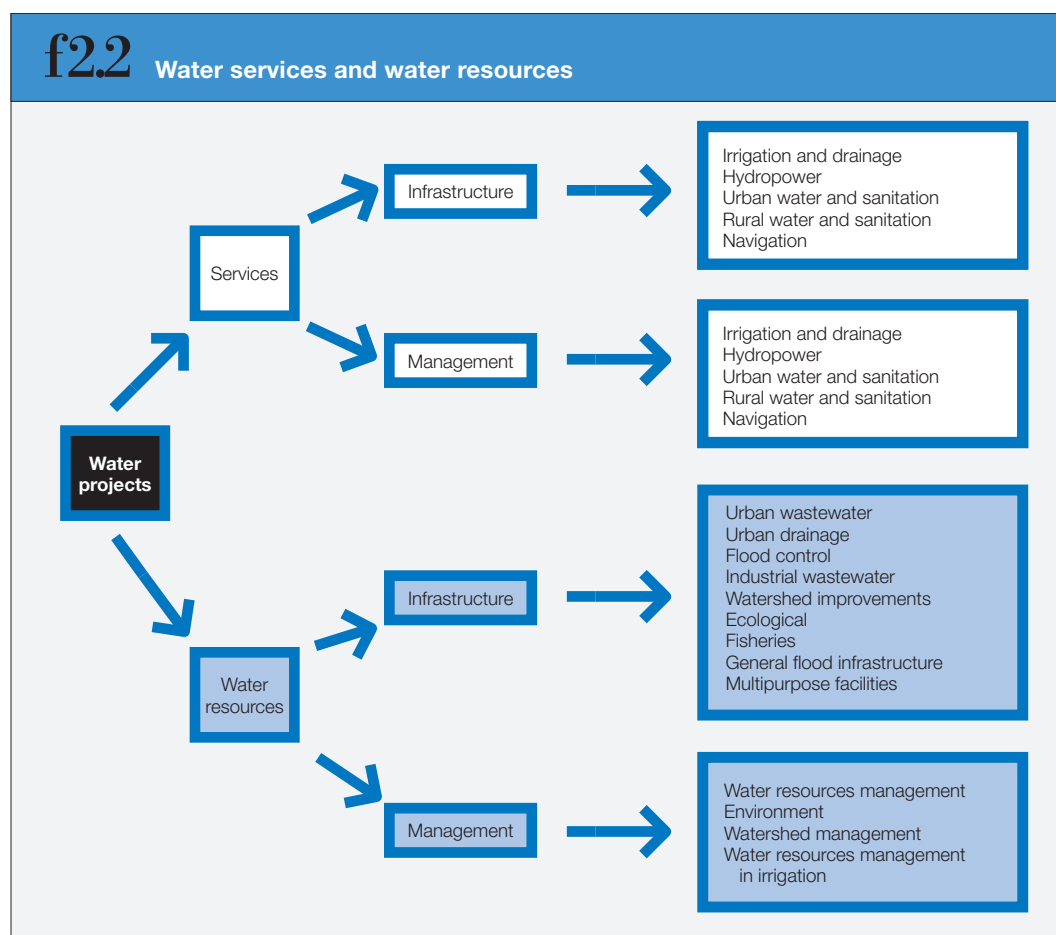 f2.2 Water services and water resources
Infrastructure
Irrigation and drainage
Hydropower
Urban water and sanitation
Rural water and sanitation
Navigation
Services
Management
Irrigation and drainage
Hydropower
Urban water and sanitation
Rural water and sanitation
Navigation
Water
projects
Infrastructure
Urban wastewater
Urban drainage
Flood control
Industrial wastewater
Watershed improvements
Ecological
Fisheries
General flood infrastructure
Multipurpose facilities
Water
resources
Management
Water resources management
Environment
Watershed management
Water resources management
in irrigation